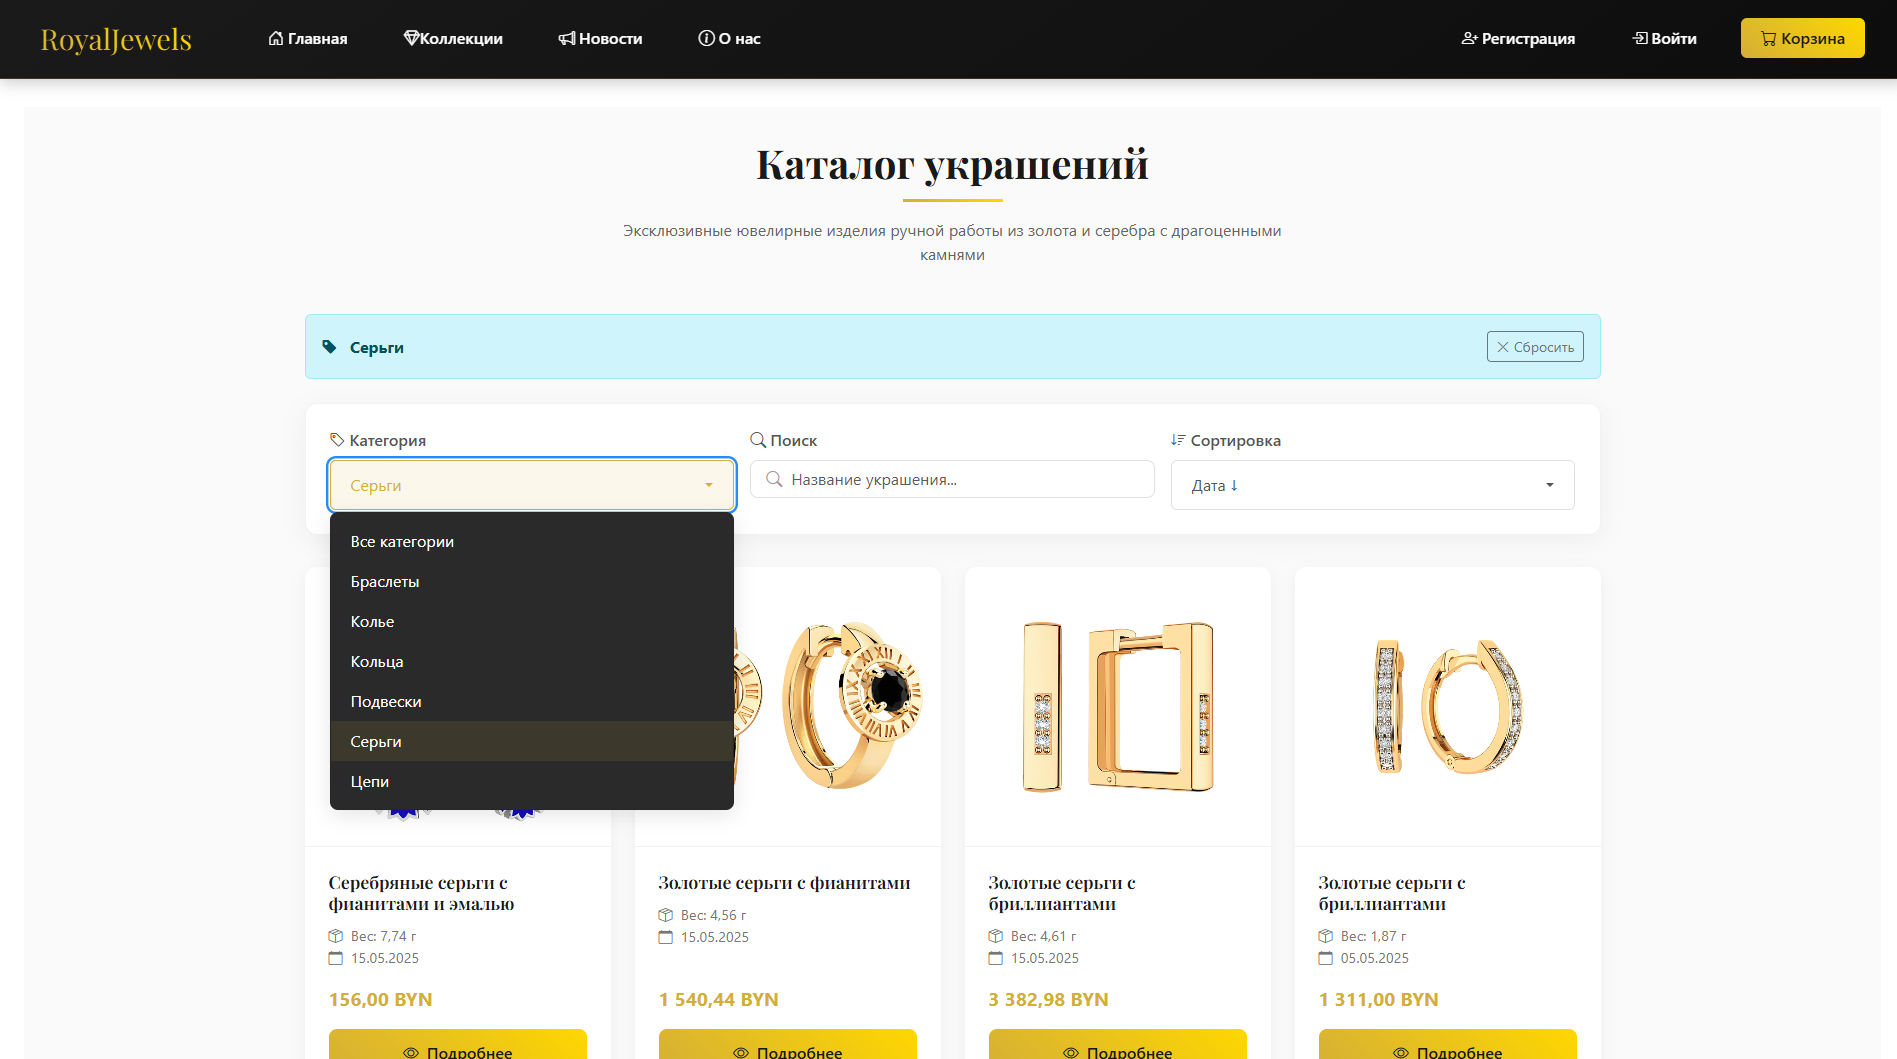 RoyalJewels
Главная
Коллекции
Новости
О нас
Регистрация
Войти
Корзина
Каталог украшений
Эксклюзивные ювелирные изделия ручной работы из золота и серебра с драгоценными
камнями
Серьги
Сбросить
Категория
Серьги
Все категории
Браслеты
Колье
Кольца
Подвески
Серьги
Цепи
Поиск
Название украшения...
Сортировка
Дата ↓
Серебряные серьги с
фианитами и эмалью
Вес: 7,74 г
15.05.2025
156,00 BYN
Подробнее
Золотые серьги с фианитами
Вес: 4,56 г
15.05.2025
1 540,44 BYN
Подробнее
Золотые серьги с
бриллиантами
Вес: 4,61 г
15.05.2025
3 382,98 BYN
Подробнее
Золотые серьги с
бриллиантами
Вес: 1,87 г
05.05.2025
1 311,00 BYN
Подробнее